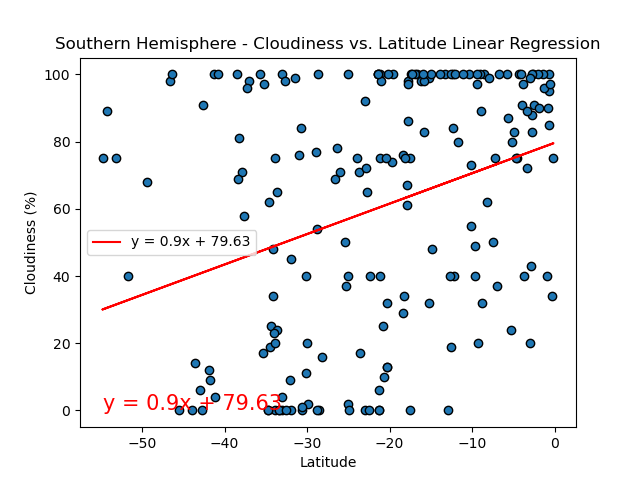 Southern Hemisphere - Cloudiness vs. Latitude Linear Regression
100
80
60
40
20
0
Cloudiness (%)
y = 0.9x + 79.63
y = 0.9x + 79.63
−50
−40
−30
−20
−10
0
Latitude